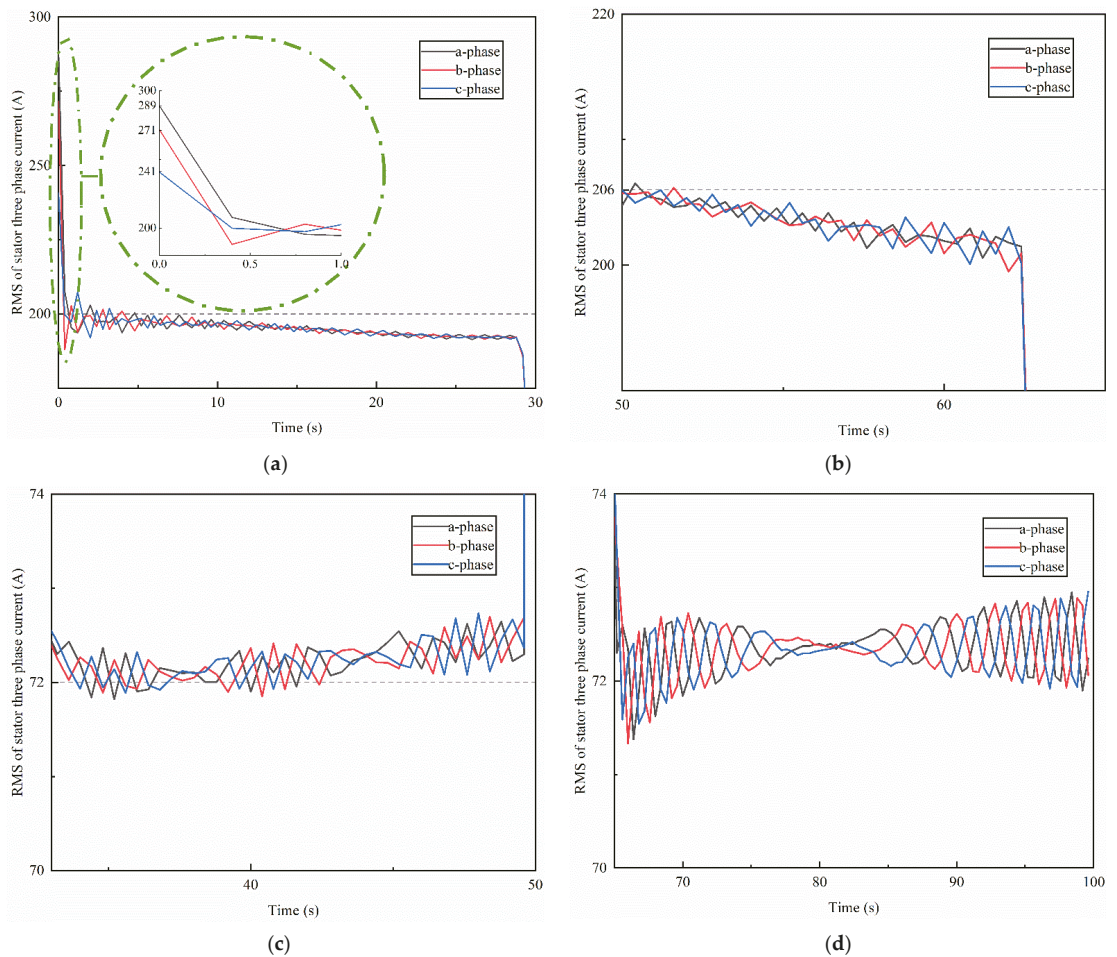 RMS of stator three phase current (A)
300
250
200
0
10
20
30
Time (s)
a-phase
b-phase
c-phase
300
289
271
241
200
0.0
0.5
1.0
(a)
RMS of stator three phase current (A)
220
206
200
50
60
Time (s)
a-phase
b-phase
c-phase
(b)
RMS of stator three phase current (A)
74
72
70
40
50
Time (s)
a-phase
b-phase
c-phase
(c)
RMS of stator three phase current (A)
74
72
70
70
80
90
100
Time (s)
a-phase
b-phase
c-phase
(d)